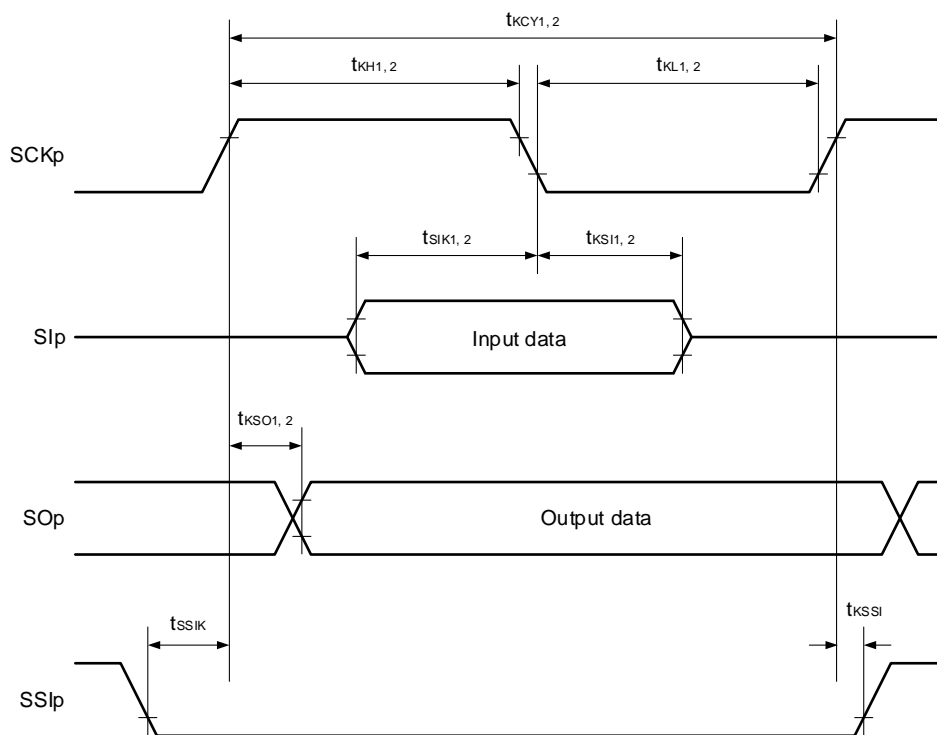 tKCY1, 2
tKH1, 2
tKL1, 2
SCKp
tSIK1, 2
tKSI1, 2
SIp
Input data
tKSO1, 2
SOp
Output data
tSSIK
tKSSI
SSIp